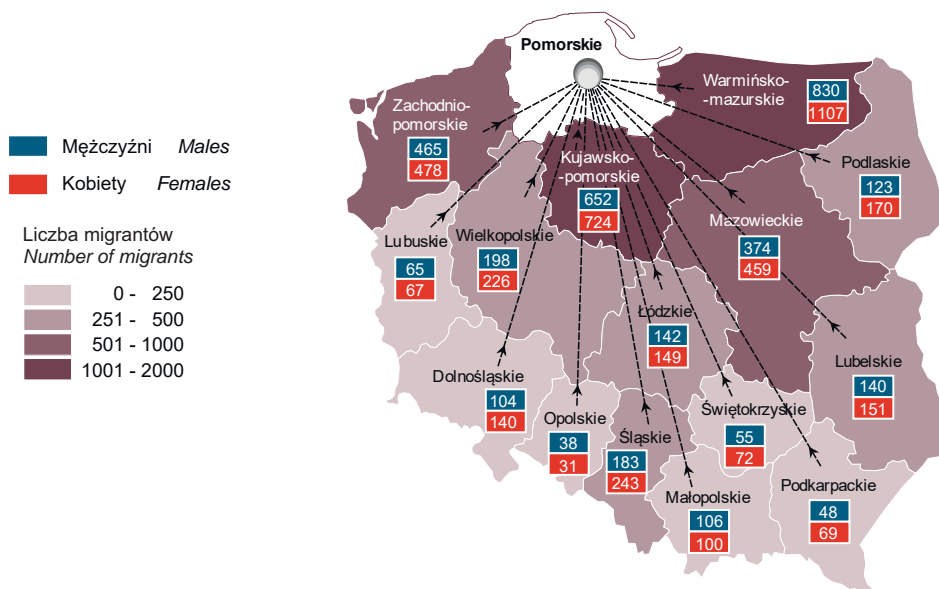 Pomorskie
Warmińsko-
-mazurskie
830
1107
Zachodnio-
pomorskie
465
478
Mężczyźni Males
Kobiety Females
Kujawsko-
-pomorskie
652
724
Podlaskie
123
170
Mazowieckie
374
459
Liczba migrantów
Number of migrants
0 - 250
251 - 500
501 - 1000
1001 - 2000
Lubuskie
65
67
Wielkopolskie
198
226
Łódzkie
142
149
Lubelskie
140
151
Dolnośląskie
104
140
Opolskie
38
31
Śląskie
183
243
Świętokrzyskie
55
72
Małopolskie
106
100
Podkarpackie
48
69